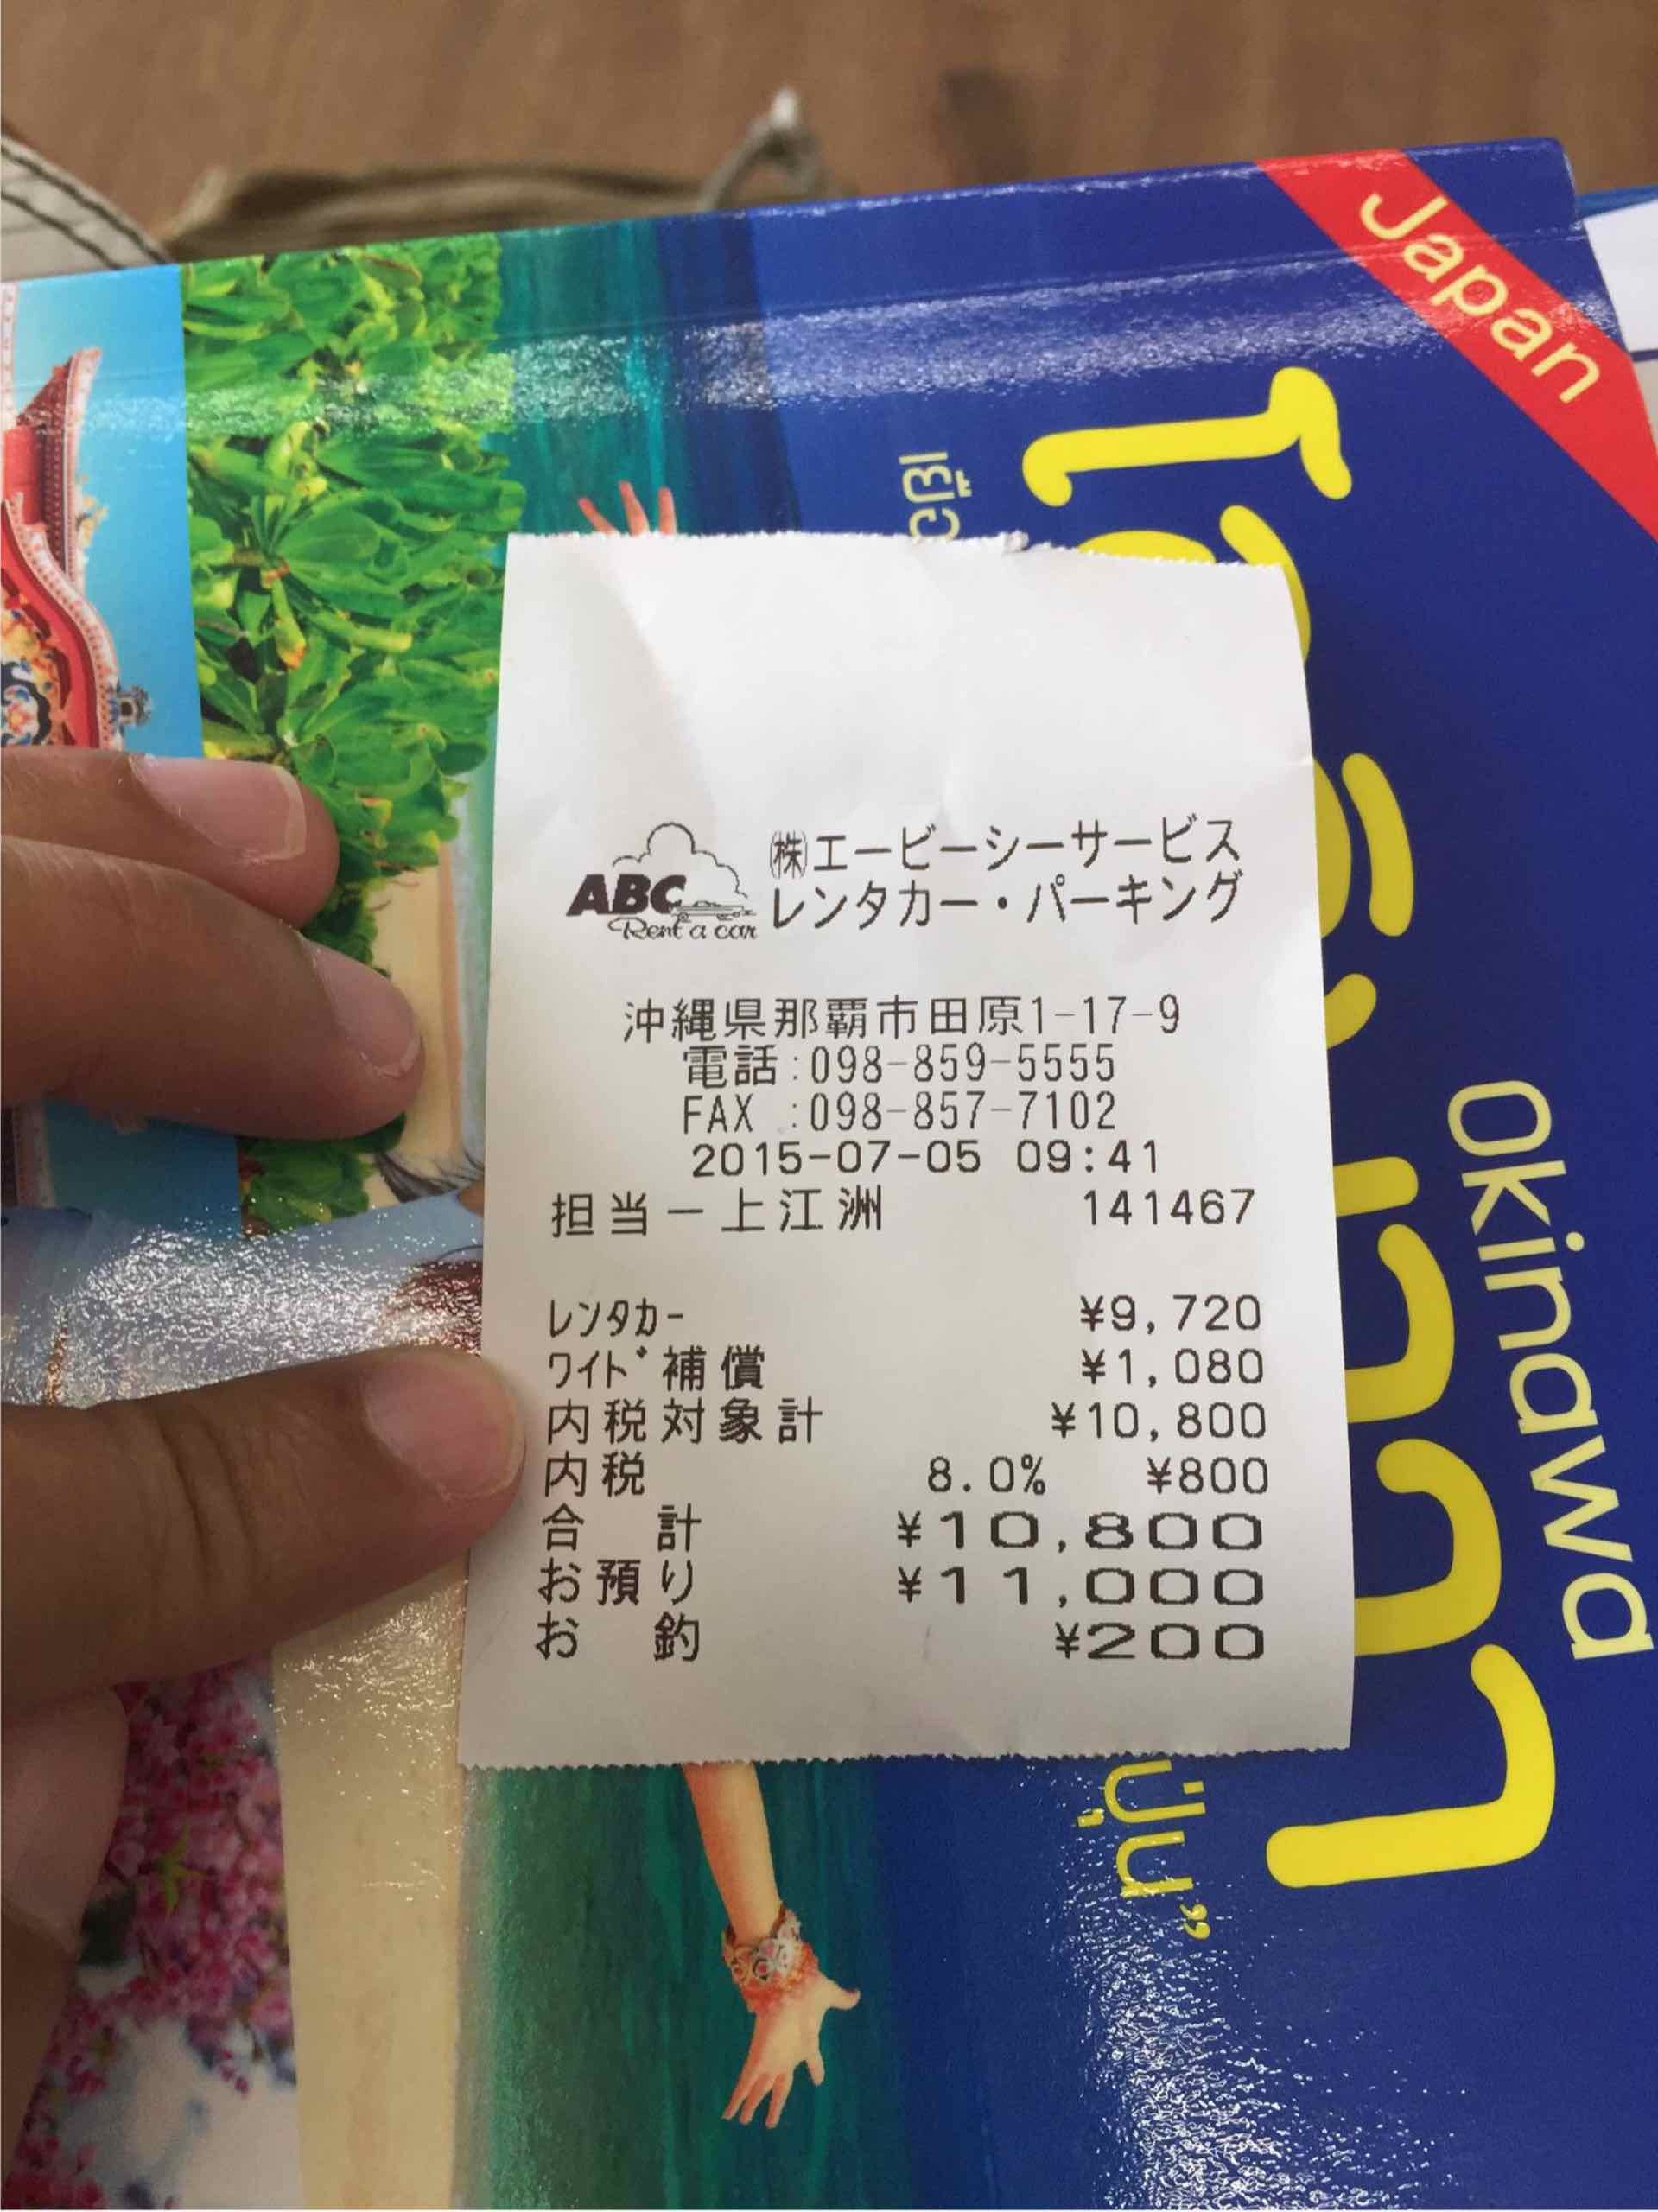 Japan
Okinawa
ABC
Rent a car
㈱エービーシーサービス
レンタカー・パーキング
沖縄県那覇市田原1-17-9
電話:098-859-5555
FAX :098-857-7102
2015-07-05 09:41
担当一上江洲 141467
レンタカー ¥9,720
ワイド補償 ¥1,080
内税対象計 ¥10,800
内税 8.0% ¥800
合 計 ¥10,800
お預り ¥11,000
お 釣 ¥200